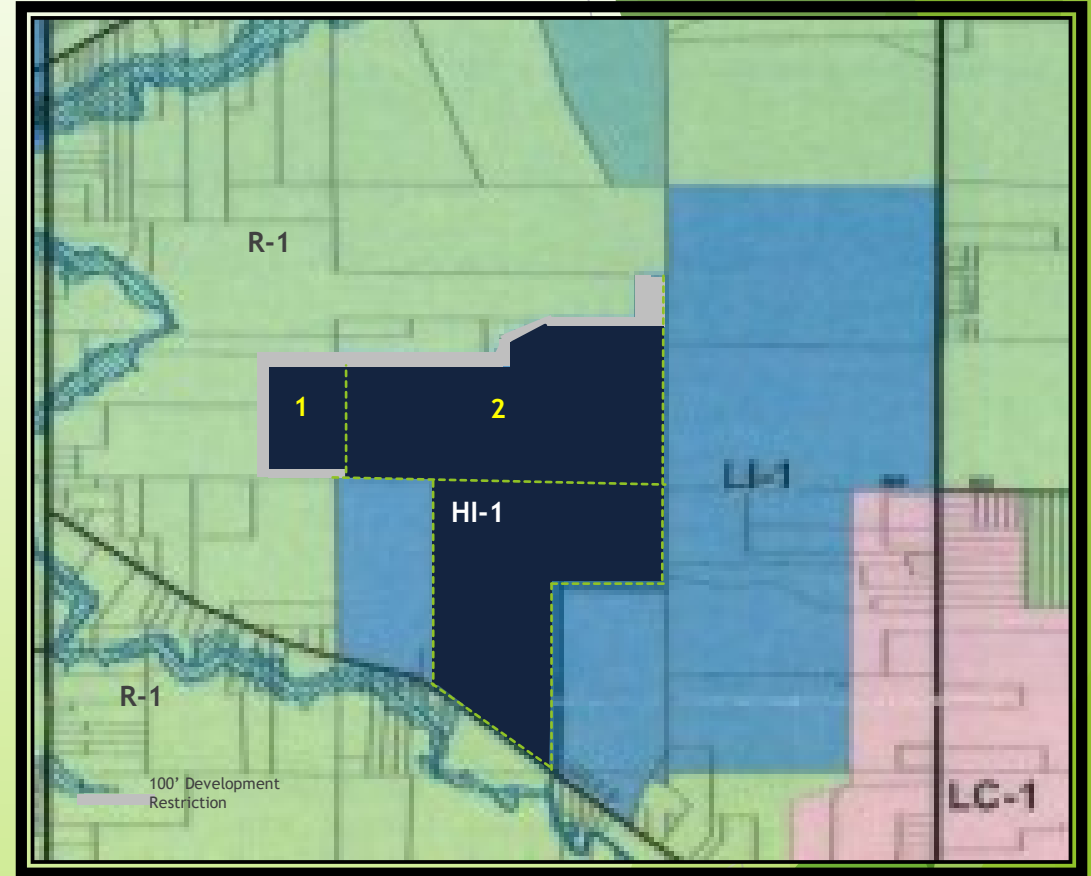 R-1
1
2
LI-1
HI-1
R-1
100’ Development
Restriction
LC-1